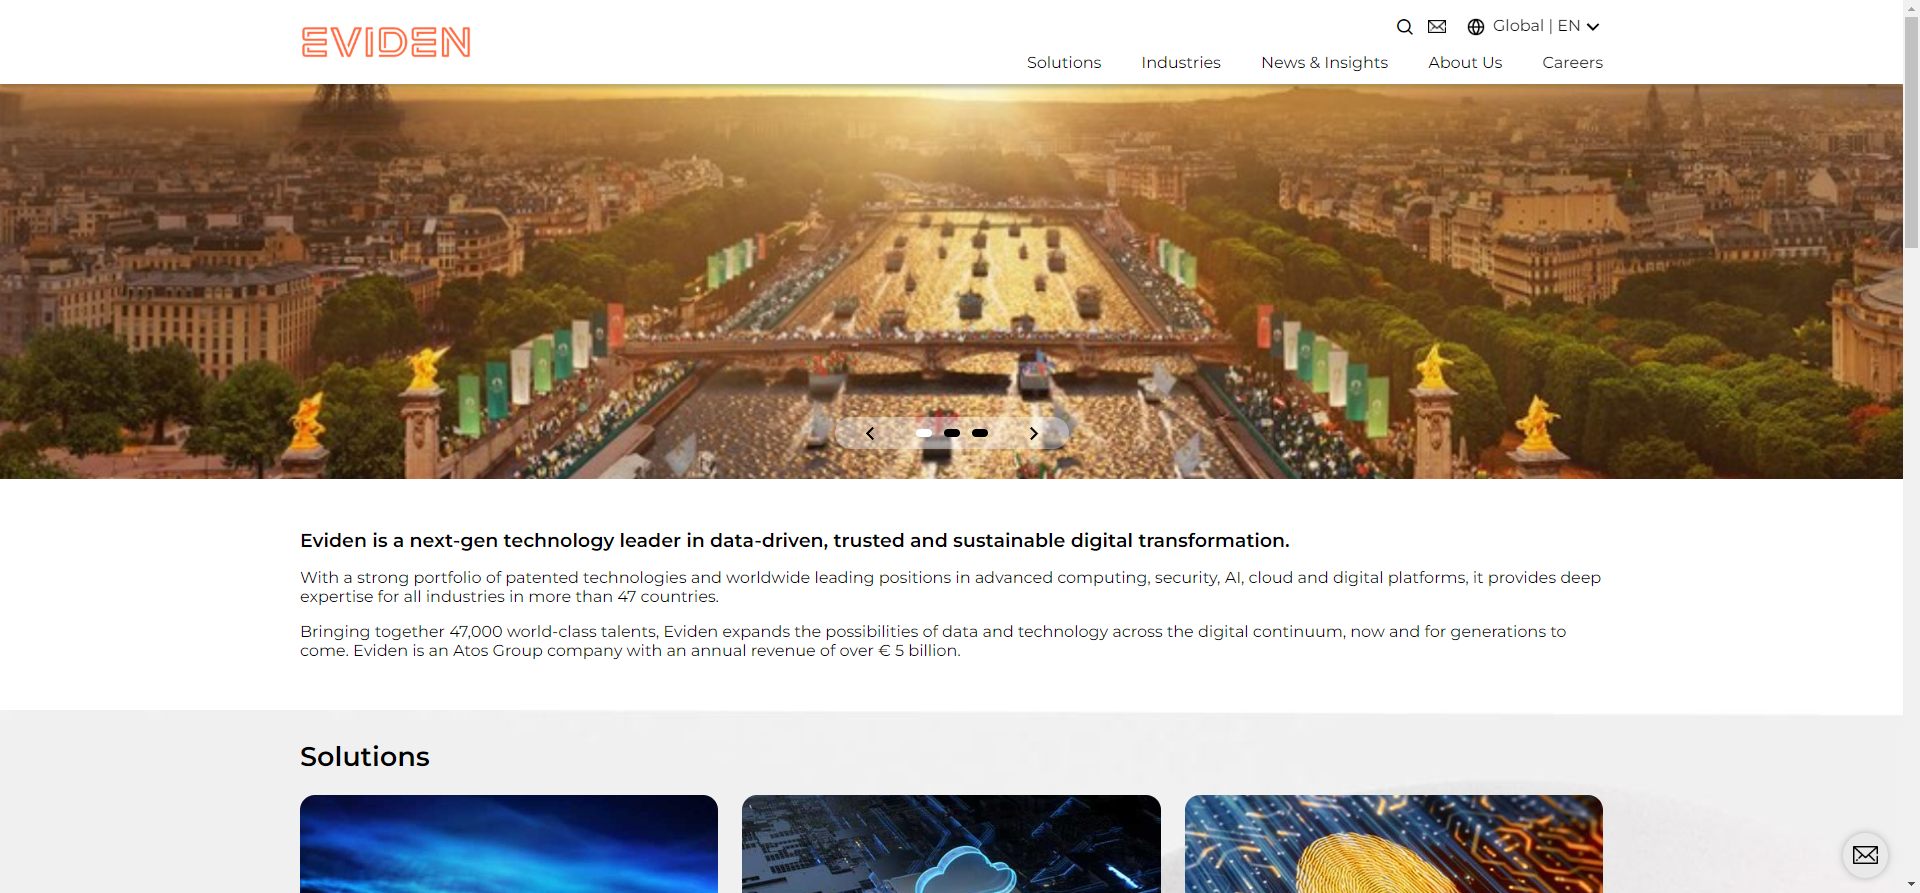 EVIDEN
Global | EN
Solutions
Industries
News & Insights
About Us
Careers
Eviden is a next-gen technology leader in data-driven, trusted and sustainable digital transformation.
With a strong portfolio of patented technologies and worldwide leading positions in advanced computing, security, AI, cloud and digital platforms, it provides deep
expertise for all industries in more than 47 countries.
Bringing together 47,000 world-class talents, Eviden expands the possibilities of data and technology across the digital continuum, now and for generations to
come. Eviden is an Atos Group company with an annual revenue of over € 5 billion.
Solutions